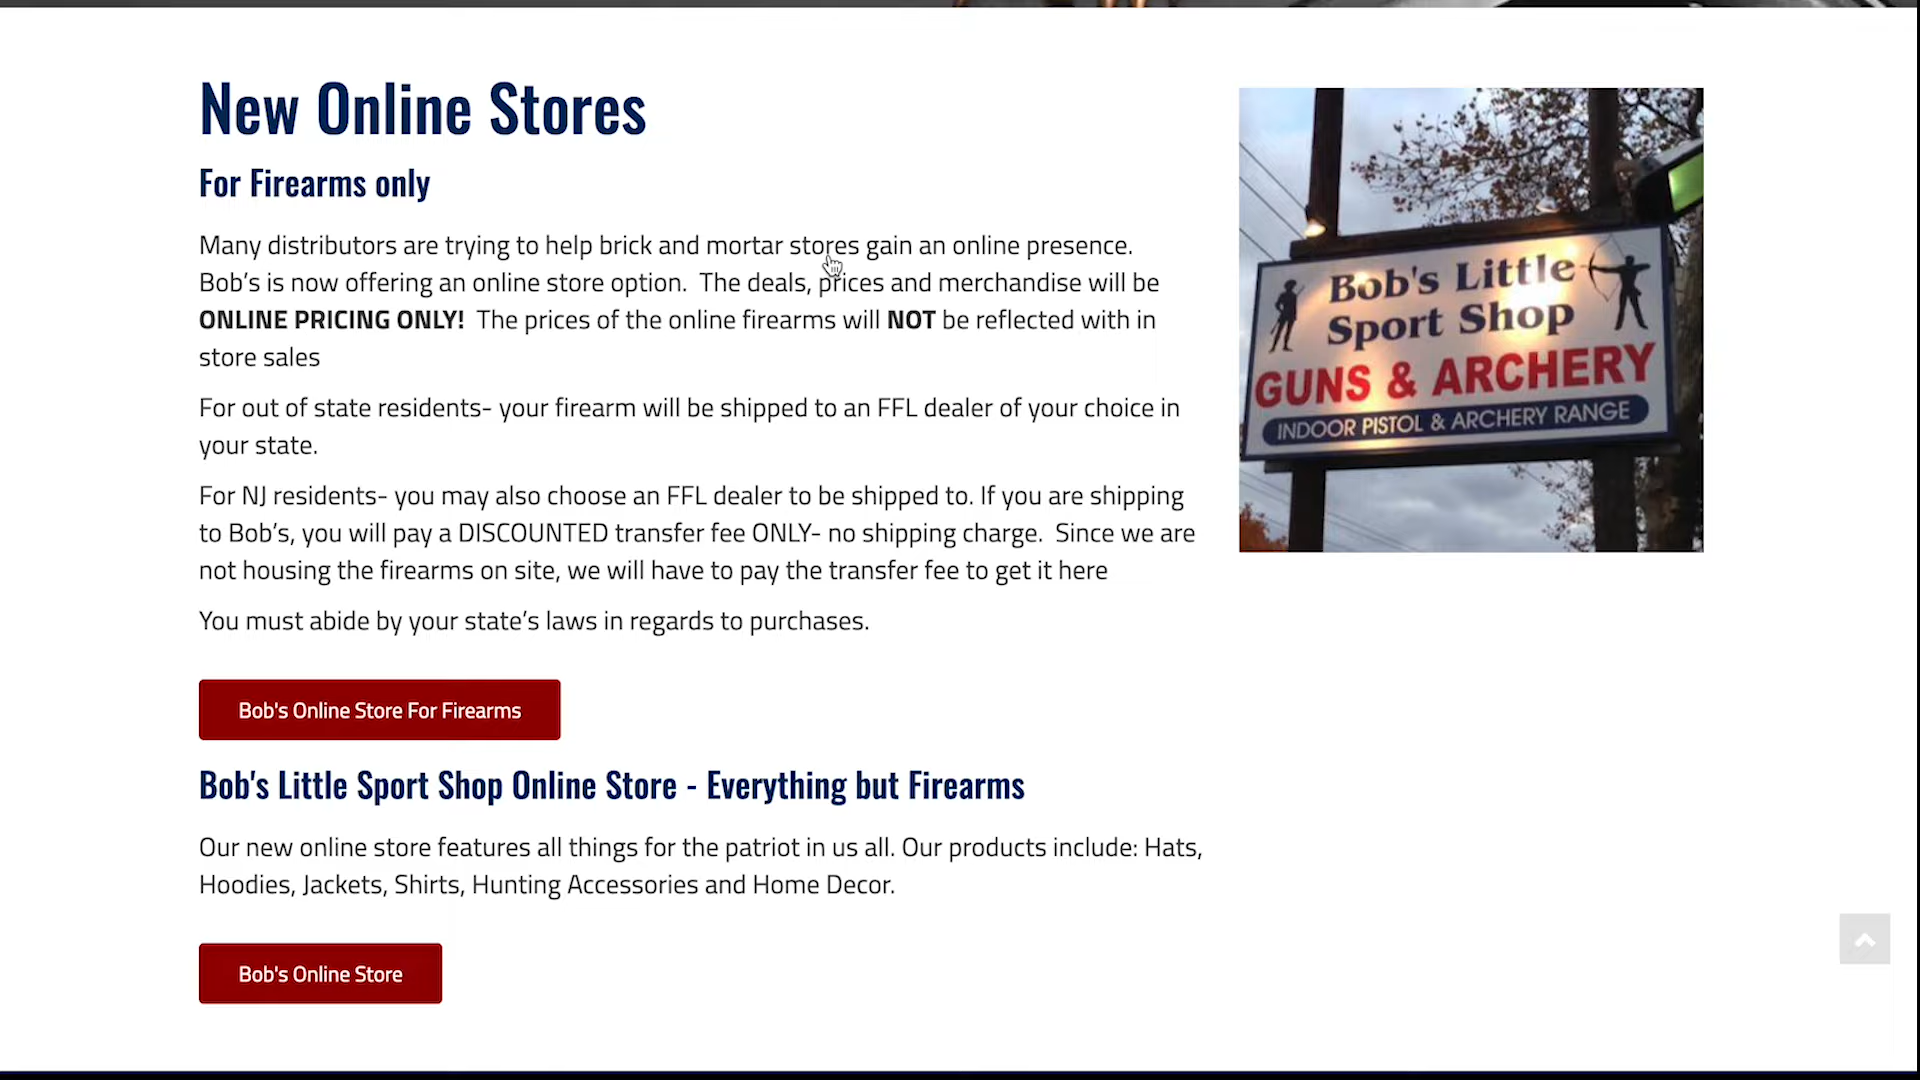 New Online Stores
For Firearms only
Many distributors are trying to help brick and mortar stores gain an online presence.
Bob’s is now offering an online store option.  The deals, prices and merchandise will be
ONLINE PRICING ONLY!  The prices of the online firearms will NOT be reflected with in
store sales
For out of state residents- your firearm will be shipped to an FFL dealer of your choice in
your state.
For NJ residents- you may also choose an FFL dealer to be shipped to. If you are shipping
to Bob’s, you will pay a DISCOUNTED transfer fee ONLY- no shipping charge.  Since we are
not housing the firearms on site, we will have to pay the transfer fee to get it here
You must abide by your state’s laws in regards to purchases.
Bob's Online Store For Firearms
Bob's Little Sport Shop Online Store - Everything but Firearms
Our new online store features all things for the patriot in us all. Our products include: Hats,
Hoodies, Jackets, Shirts, Hunting Accessories and Home Decor.
Bob's Online Store
Bob's Little
Sport Shop
GUNS & ARCHERY
INDOOR PISTOL & ARCHERY RANGE